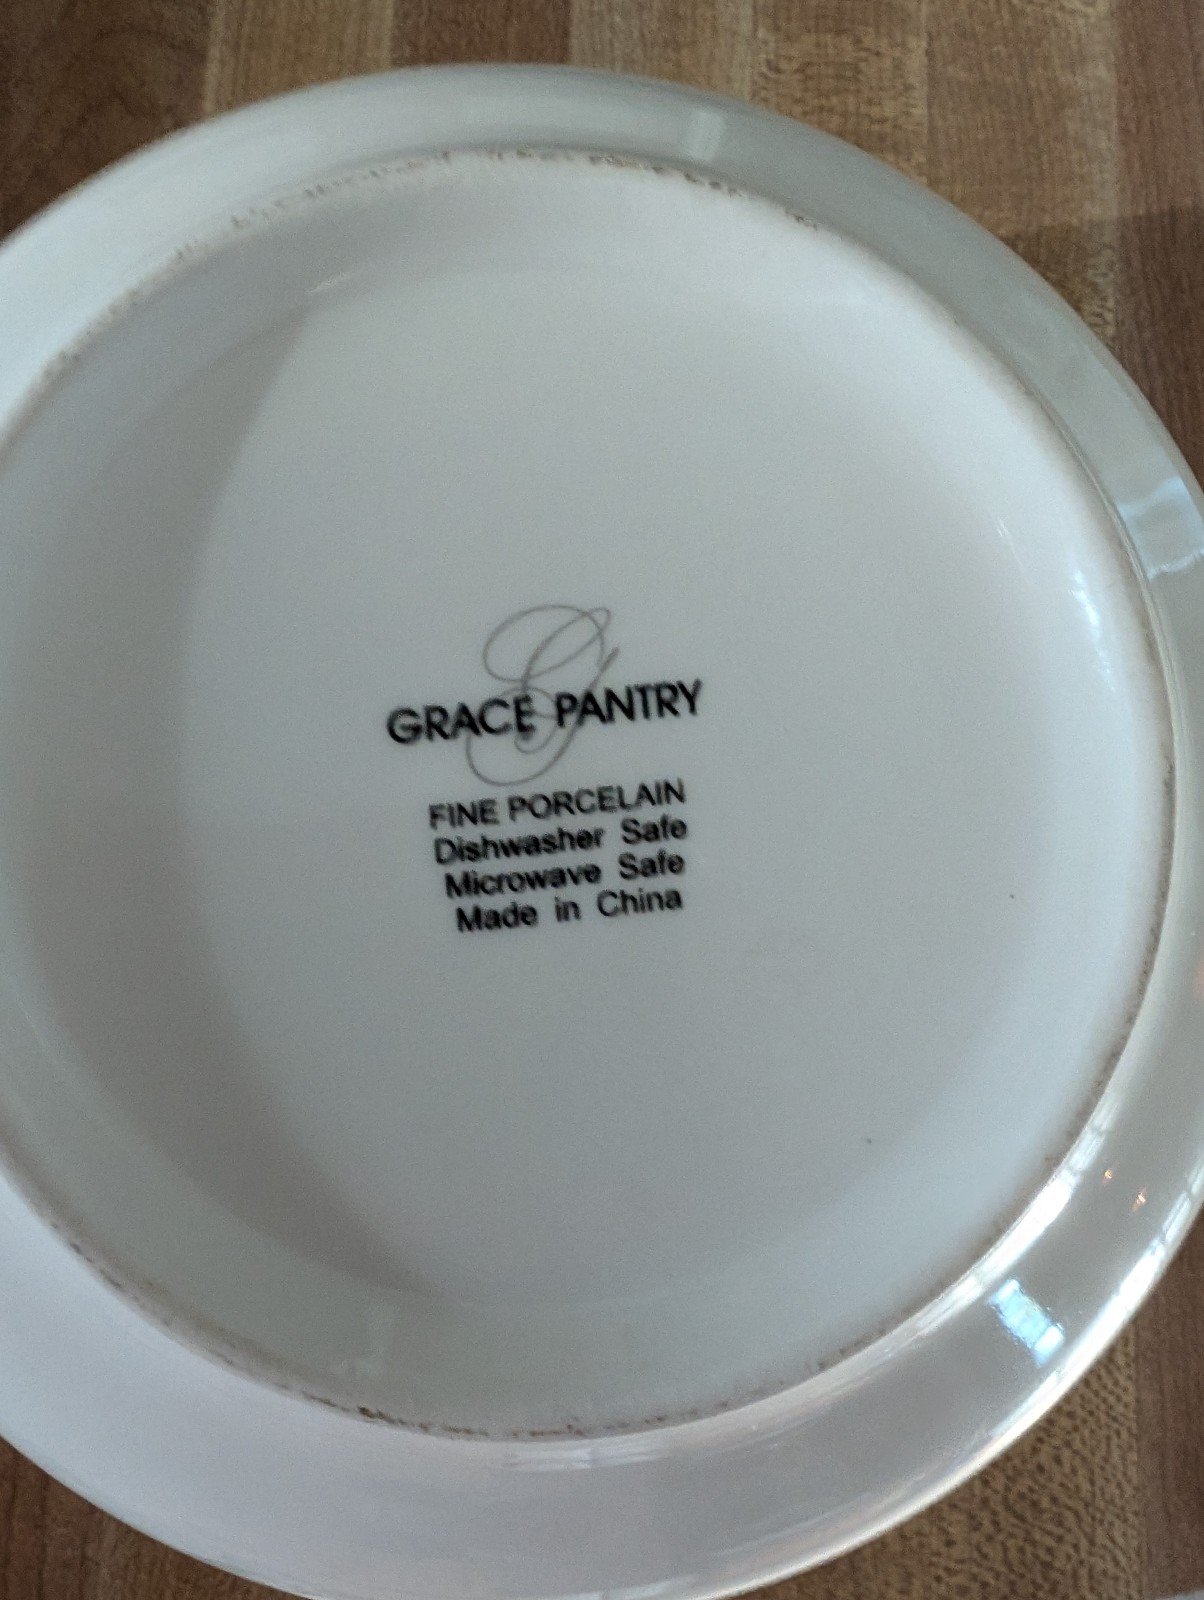 G
GRACE PANTRY
FINE PORCELAIN
Dishwasher Safe
Microwave Safe
Made in China